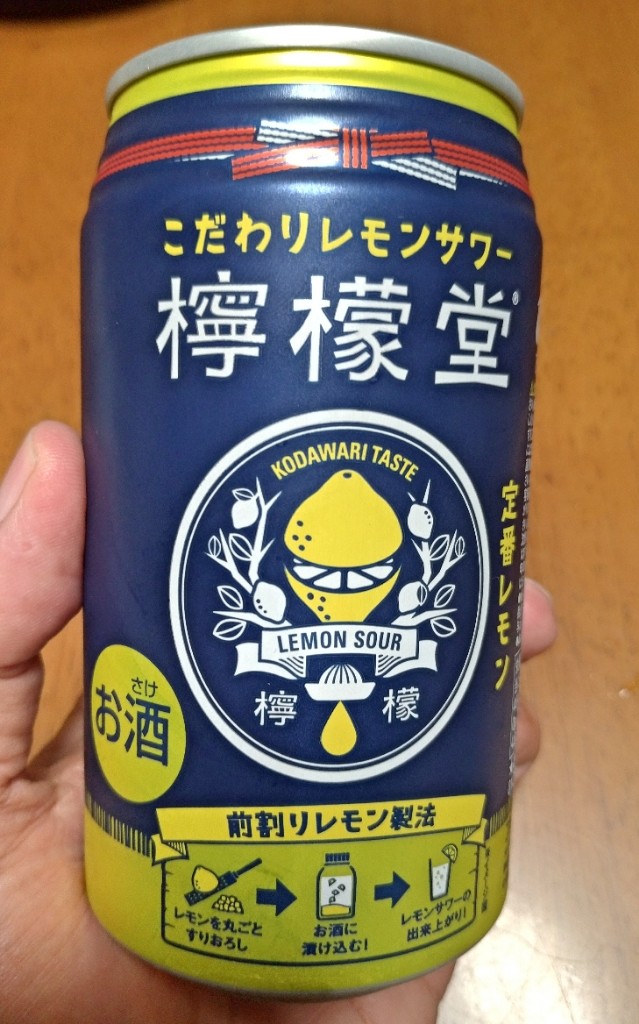 こだわりレモンサワー
檸檬堂
KODAWARI TASTE
定番レモン
LEMON SOUR
檸 檬
さけ
お酒
前割りレモン製法
レモンを丸ごと
すりおろし
お酒に
漬け込む!
レモンサワーの
出来上がり!